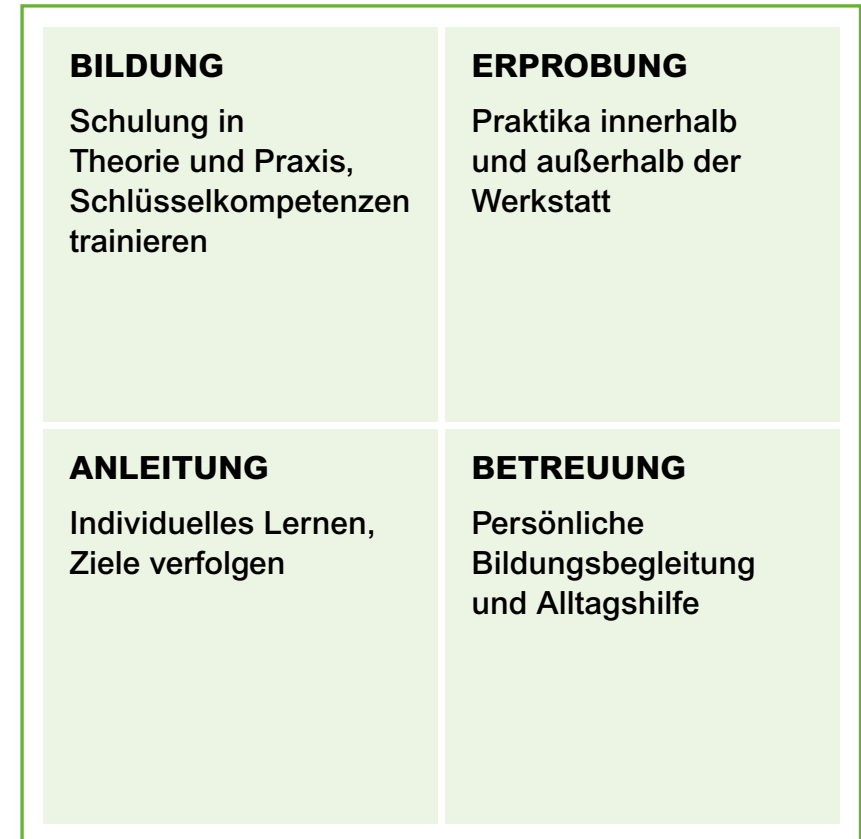 BILDUNG
Schulung in
Theorie und Praxis,
Schlüsselkompetenzen
trainieren
ERPROBUNG
Praktika innerhalb
und außerhalb der
Werkstatt
ANLEITUNG
Individuelles Lernen,
Ziele verfolgen
BETREUUNG
Persönliche
Bildungsbegleitung
und Alltagshilfe